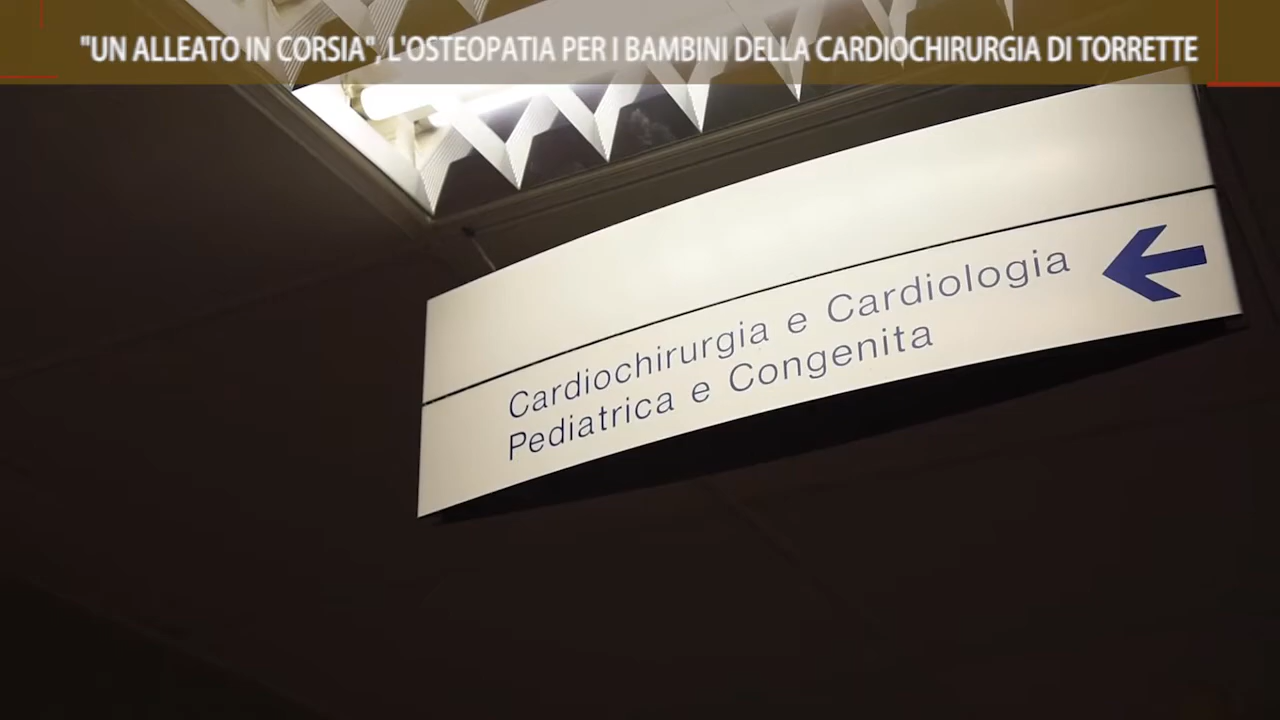 "UN ALLEATO IN CORSIA", L'OSTEOPATIA PER I BAMBINI DELLA CARDIOCHIRURGIA DI TORRETTE
Cardiochirurgia e Cardiologia
Pediatrica e Congenita